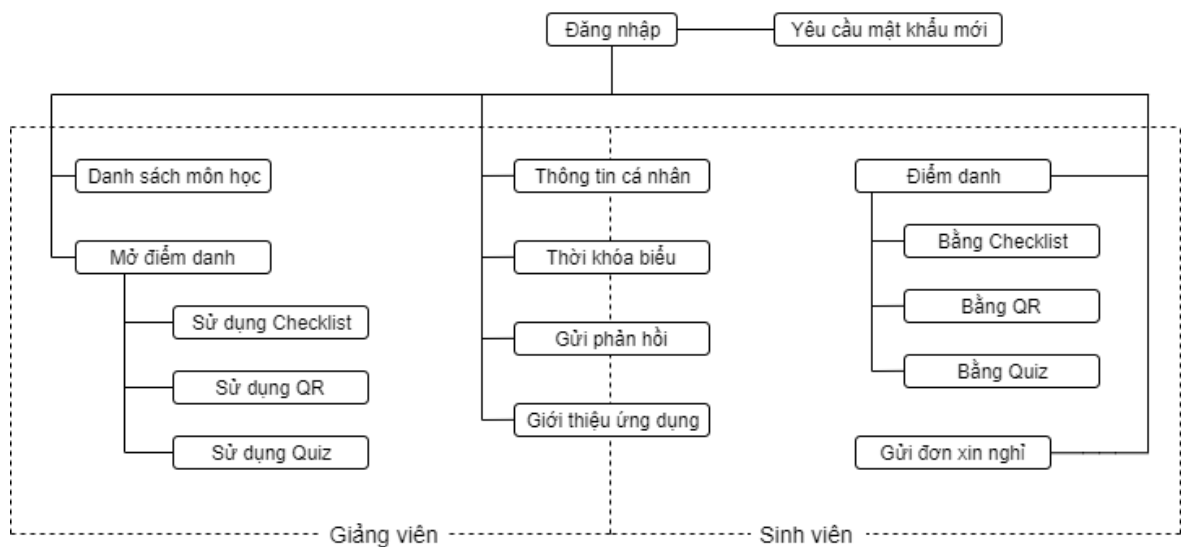 Đăng nhập
Yêu cầu mật khẩu mới
Danh sách môn học
Mở điểm danh
Sử dụng Checklist
Sử dụng QR
Sử dụng Quiz
Thông tin cá nhân
Thời khóa biểu
Gửi phản hồi
Giới thiệu ứng dụng
Điểm danh
Bằng Checklist
Bằng QR
Bằng Quiz
Gửi đơn xin nghỉ
Giảng viên
Sinh viên